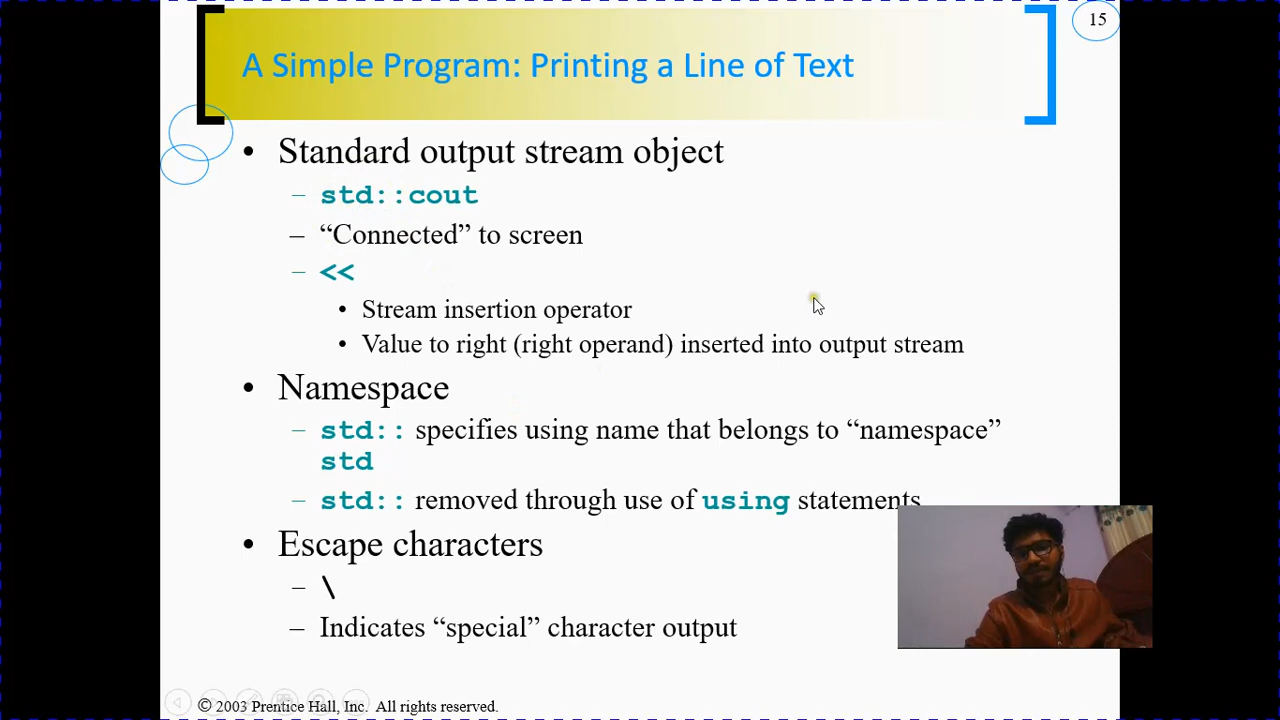 15
A Simple Program: Printing a Line of Text
• Standard output stream object
– std::cout
– “Connected” to screen
– <<
• Stream insertion operator
• Value to right (right operand) inserted into output stream
• Namespace
– std:: specifies using name that belongs to “namespace”
std
– std:: removed through use of using statements
• Escape characters
– \
– Indicates “special” character output
© 2003 Prentice Hall, Inc. All rights reserved.